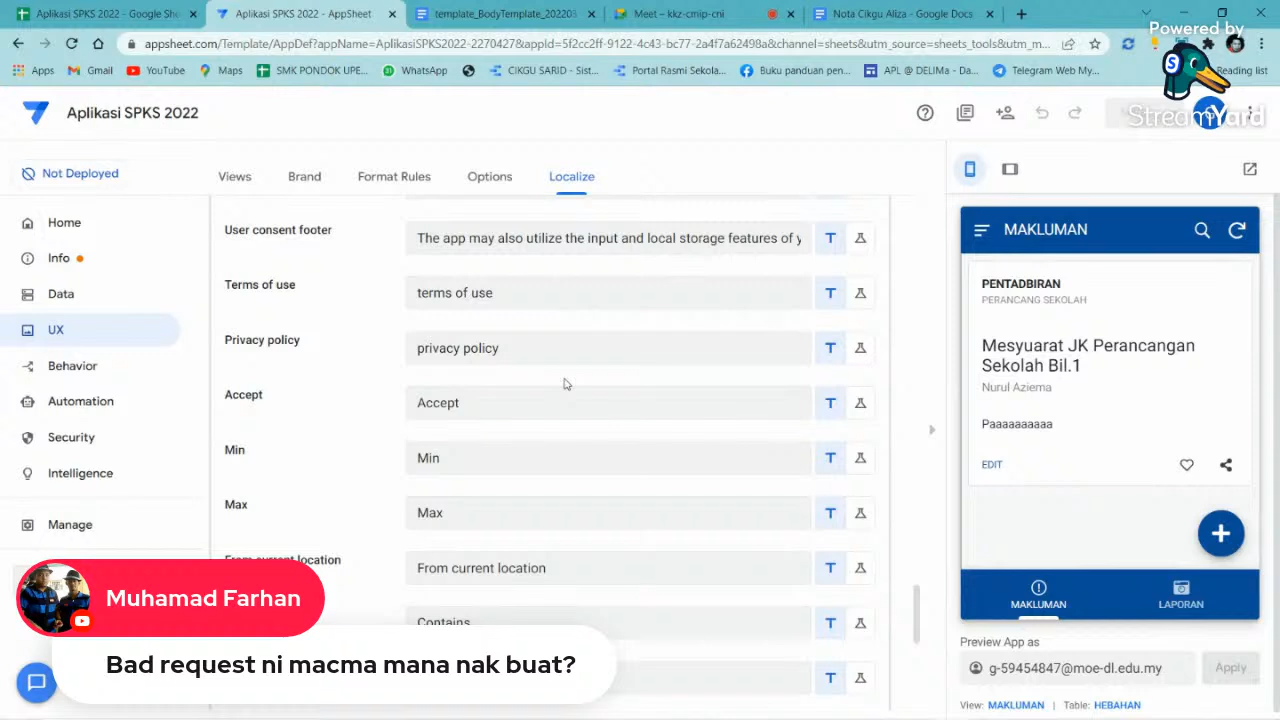 Aplikasi SPKS 2022 - Google She
Aplikasi SPKS 2022 - AppSheet
template_BodyTemplate_202205
Meet – kkz-cmip-cni
Nota Cikgu Aliza - Google Docs
appsheet.com/Template/AppDef?appName=AplikasiSPKS2022-2570427&appId=5f2cc2ff-9122-4c43-bc77-2a4f7a62498a&channel=sheets&utm_source=sheets_tools&utm_m...
Apps
Gmail
YouTube
Maps
SMK PONDOK UPE...
WhatsApp
CIKGU SARID - Sist...
Portal Rasmi Sekola...
Buku panduan pen...
APL @ DELIMa - Da...
Telegram Web My...
Reading list
Powered by
StreamYard
Aplikasi SPKS 2022
Not Deployed
Views
Brand
Format Rules
Options
Localize
Home
Info
Data
UX
Behavior
Automation
Security
Intelligence
Manage
User consent footer
The app may also utilize the input and local storage features of y
Terms of use
terms of use
Privacy policy
privacy policy
Accept
Accept
Min
Min
Max
Max
From current location
From current location
Contains
MAKLUMAN
PENTADBIRAN
PERANCANG SEKOLAH
Mesyuarat JK Perancangan
Sekolah Bil.1
Nurul Aziema
Paaaaaaaaaa
EDIT
MAKLUMAN
LAPORAN
Preview App as
g-59454847@moe-dl.edu.my
Apply
View: MAKLUMAN | Table: HEBAHAN
Muhamad Farhan
Bad request ni macma mana nak buat?